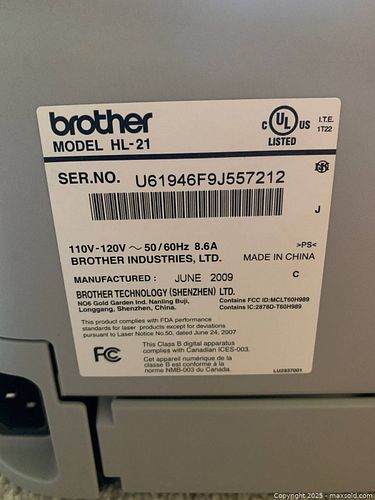 brother
MODEL HL-21
C UL US
LISTED
I.T.E.
1T22
SER.NO. U61946F9J557212
J
110V-120V ~ 50/60Hz 8.6A
>PS<
BROTHER INDUSTRIES, LTD.
MADE IN CHINA
MANUFACTURED: JUNE 2009
C
BROTHER TECHNOLOGY (SHENZHEN) LTD.
NO6 Gold Garden Ind. Nanling Buji,
Longgang, Shenzhen, China.
Contains FCC ID:MCLT60H989
Contains IC:2878D-T60H989
This product complies with FDA performance
standards for laser products except for deviations
pursuant to Laser Notice No.50, dated June 24, 2007
FC
This Class B digital apparatus
complies with Canadian ICES-003.
Cet appareil numérique de la
classe B est conforme à la
norme NMB-003 du Canada.
LU2937001
Copyright 2025 - maxsold.com